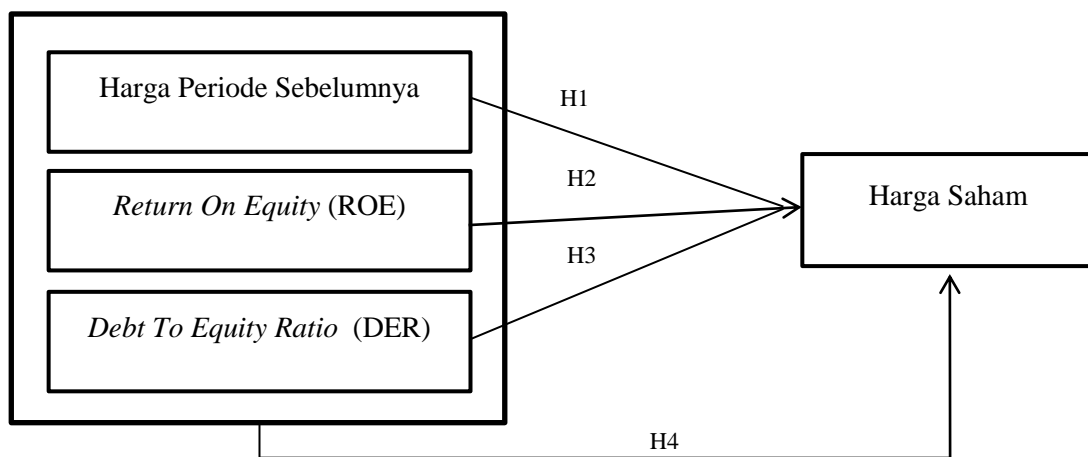 Harga Periode Sebelumnya
H1
H2
Return On Equity (ROE)
Harga Saham
H3
Debt To Equity Ratio (DER)
H4